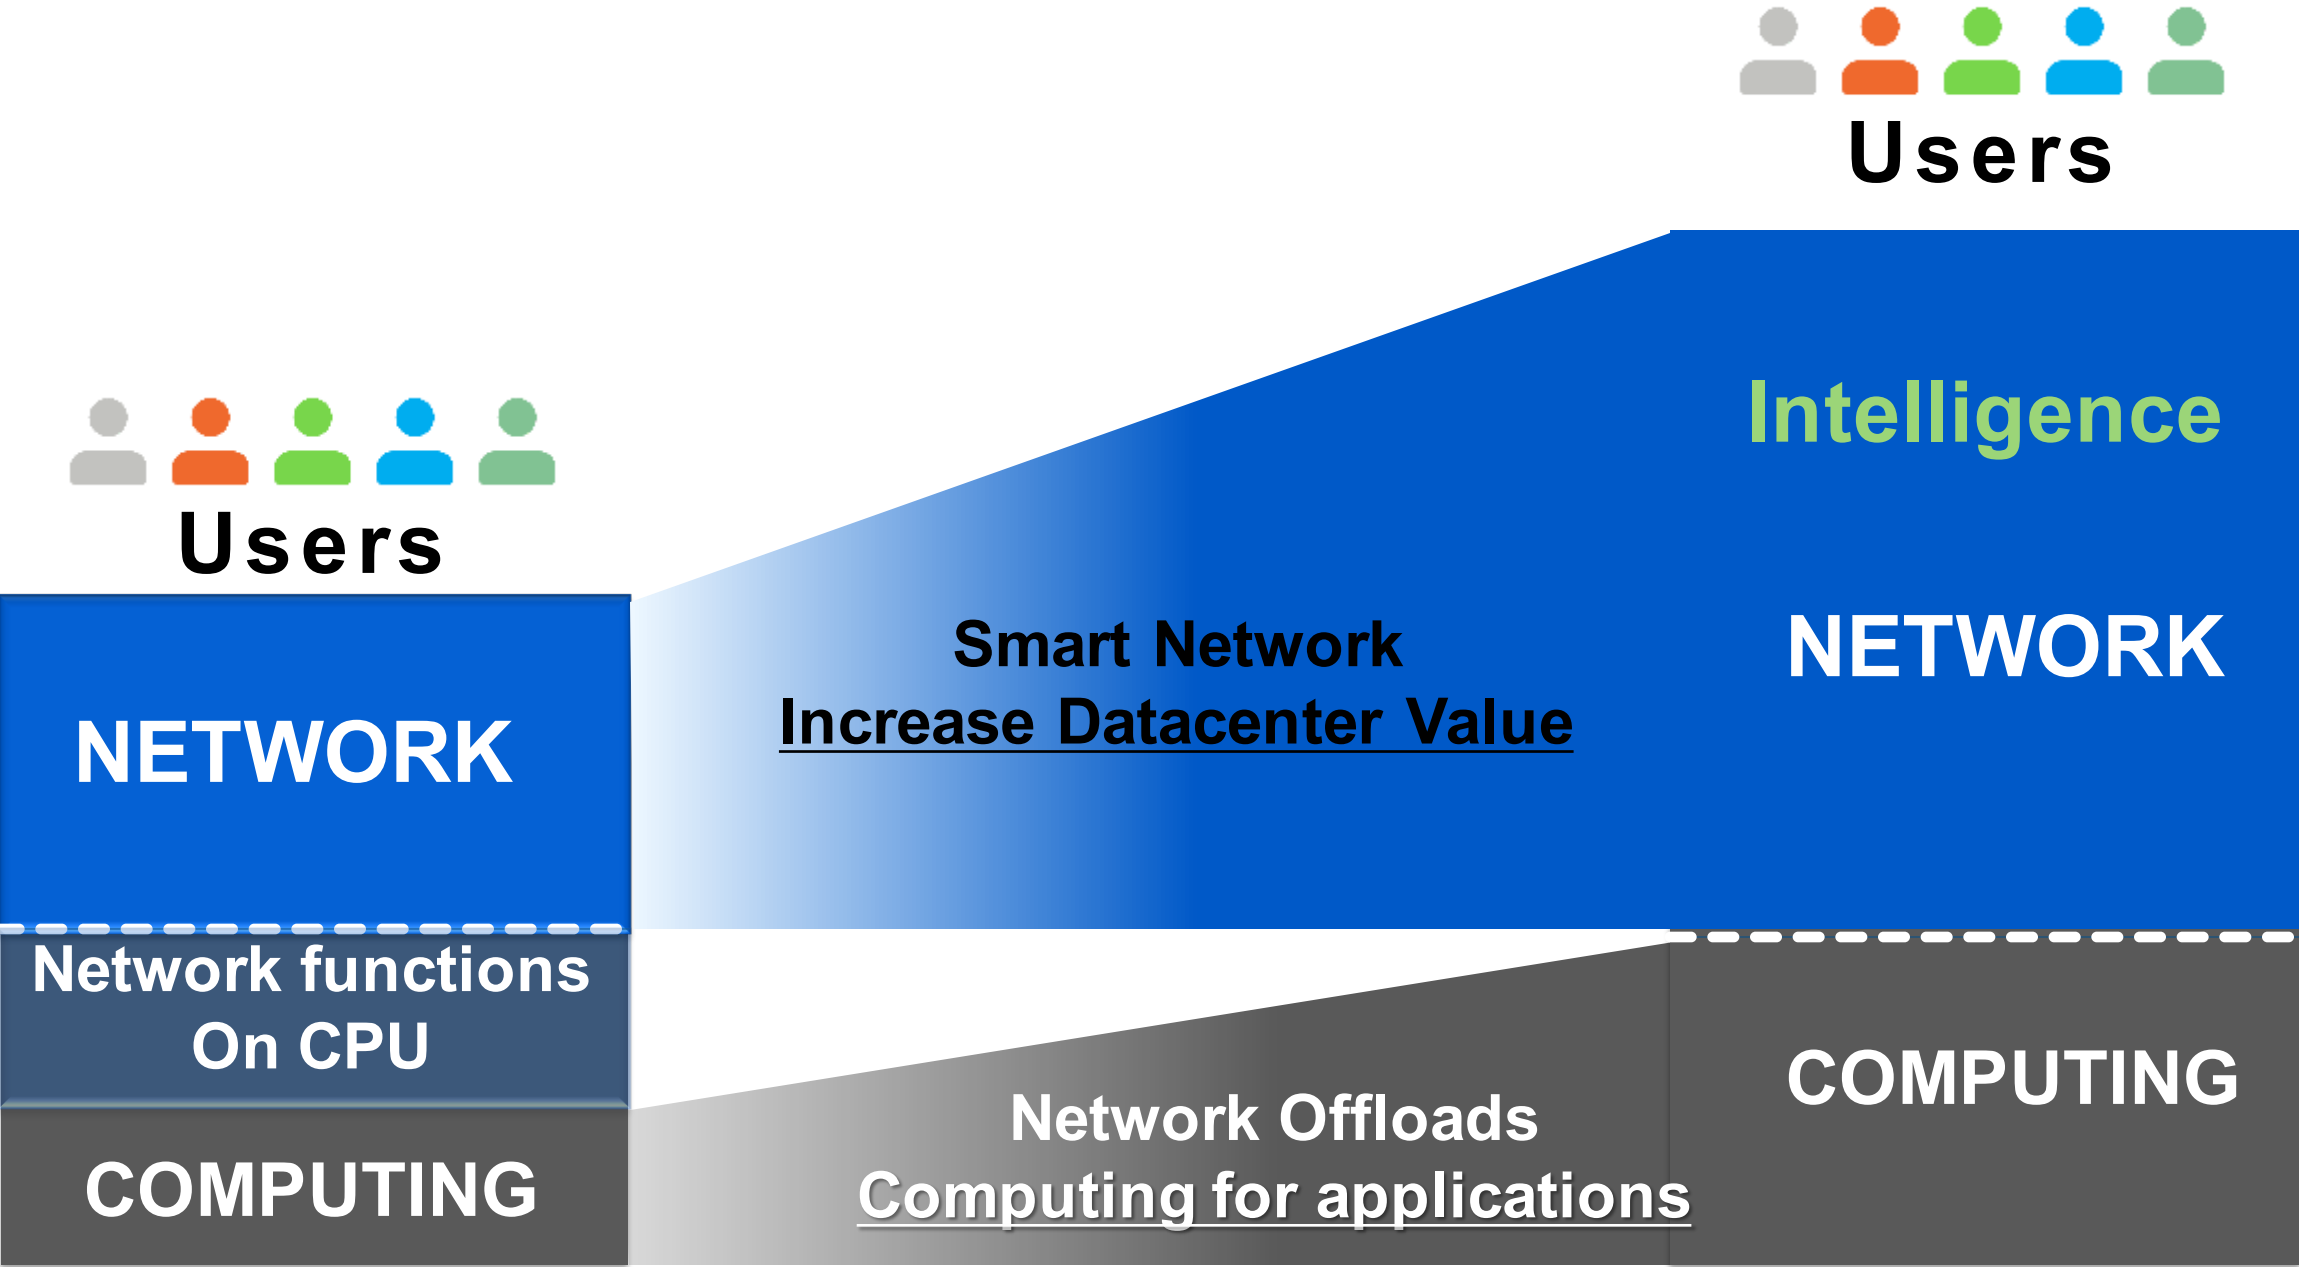 Users
NETWORK
Network functions
On CPU
COMPUTING
Smart Network
Increase Datacenter Value
Network Offloads
Computing for applications
Users
Intelligence
NETWORK
COMPUTING